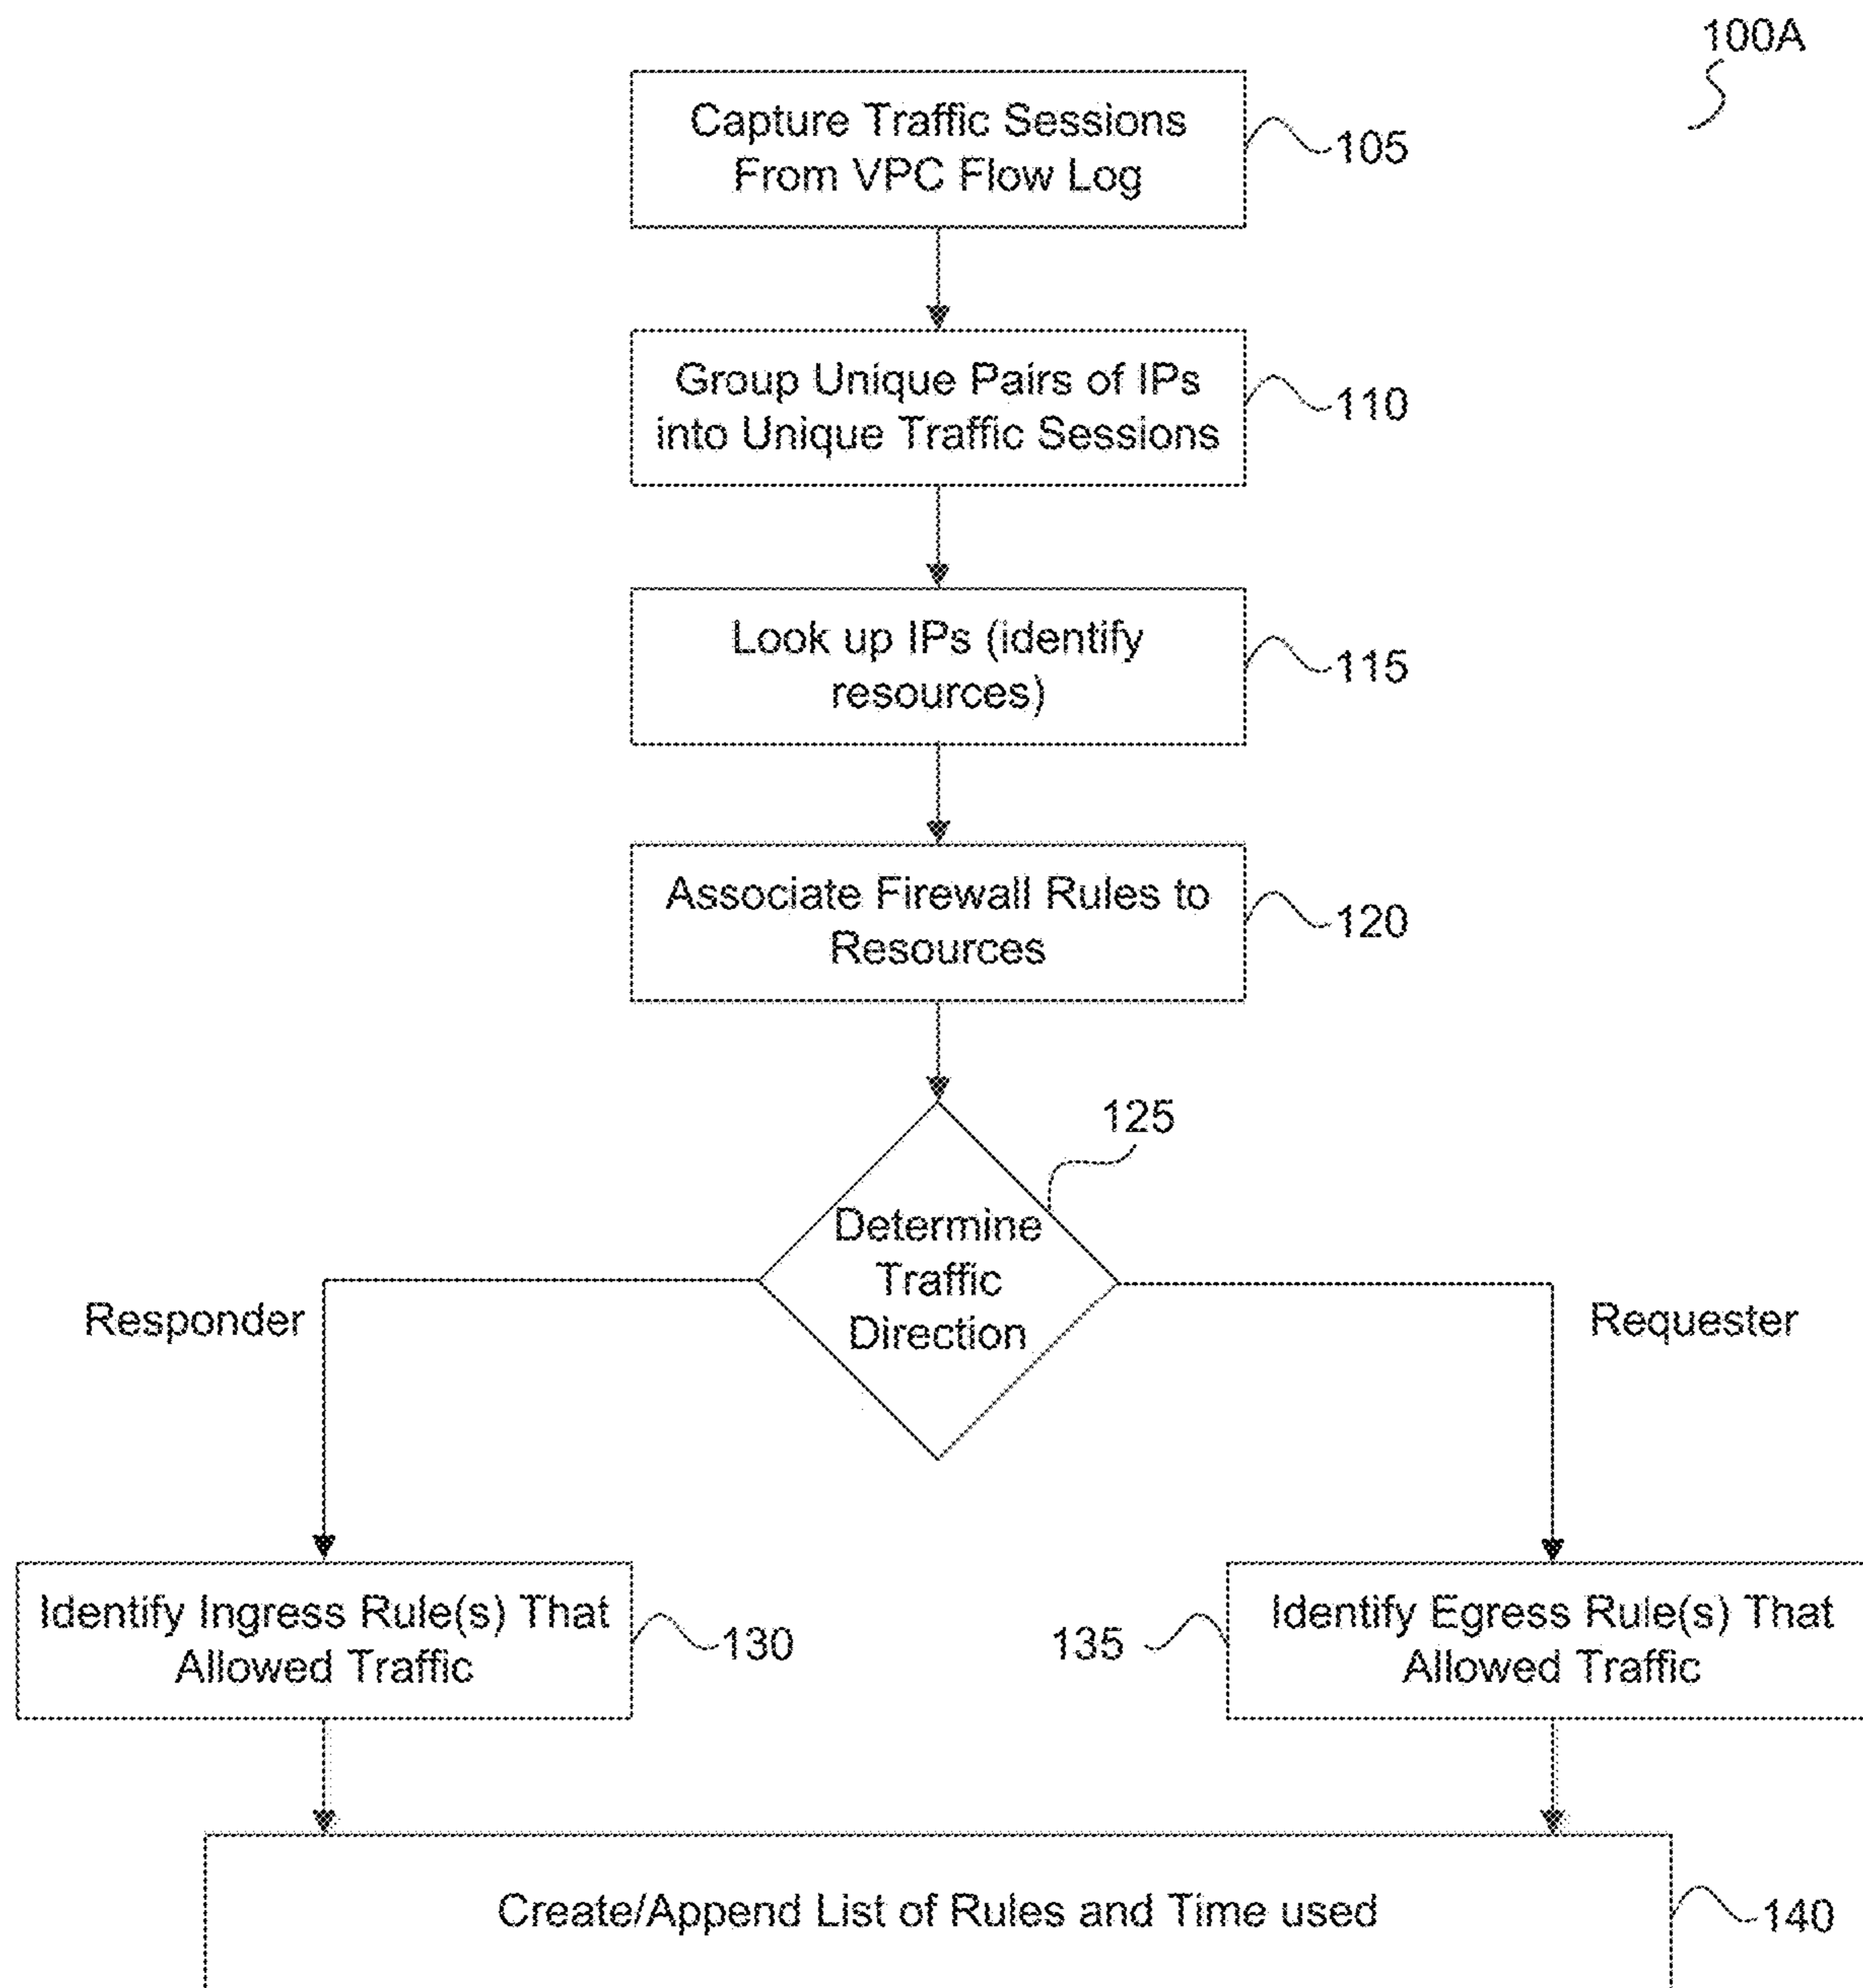 100A
Capture Traffic Sessions
From VPC Flow Log
105
Group Unique Pairs of IPs
into Unique Traffic Sessions
110
Look up IPs (identify
resources)
115
Associate Firewall Rules to
Resources
120
125
Determine
Traffic
Direction
Responder
Requester
Identify Ingress Rule(s) That
Allowed Traffic
130
135
Identify Egress Rule(s) That
Allowed Traffic
Create/Append List of Rules and Time used
140